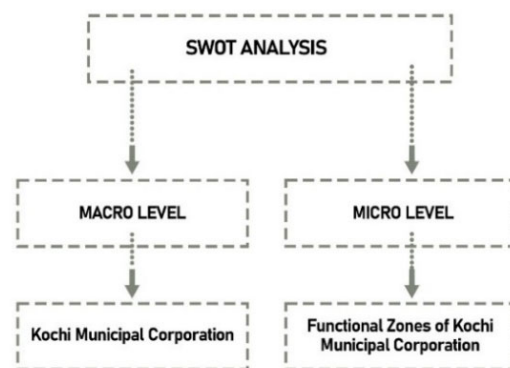 SWOT ANALYSIS
MACRO LEVEL
MICRO LEVEL
Kochi Municipal Corporation
Functional Zones of Kochi
Municipal Corporation